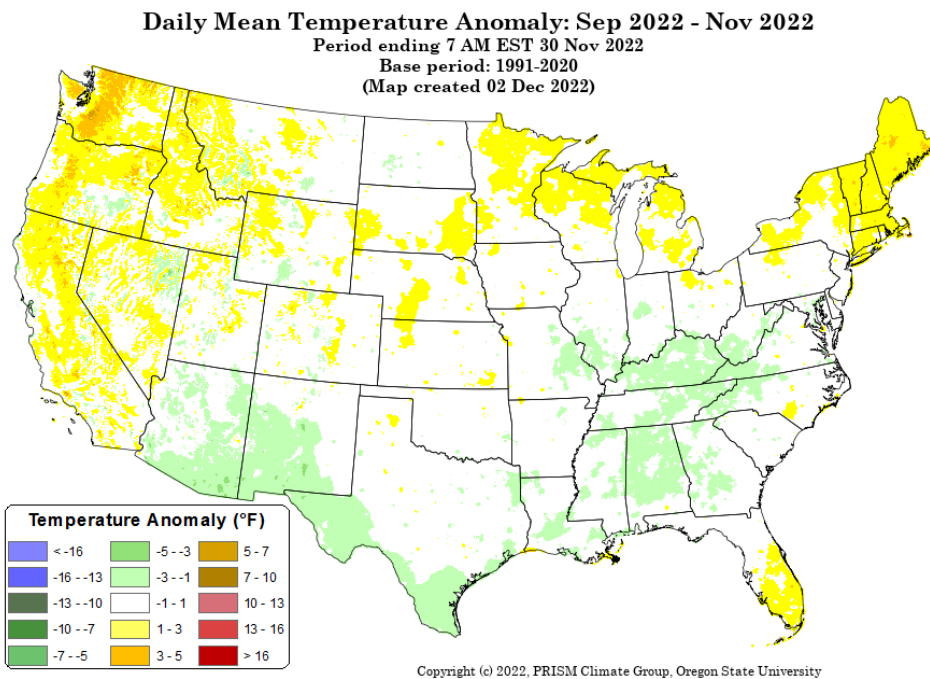 Daily Mean Temperature Anomaly: Sep 2022 - Nov 2022
Period ending 7 AM EST 30 Nov 2022
Base period: 1991-2020
(Map created 02 Dec 2022)
Temperature Anomaly (°F)
< -16
-5 - -3
5 - 7
-16 - -13
-3 - -1
7 - 10
-13 - -10
-1 - 1
10 - 13
-10 - -7
1 - 3
13 - 16
-7 - -5
3 - 5
> 16
Copyright (c) 2022, PRISM Climate Group, Oregon State University